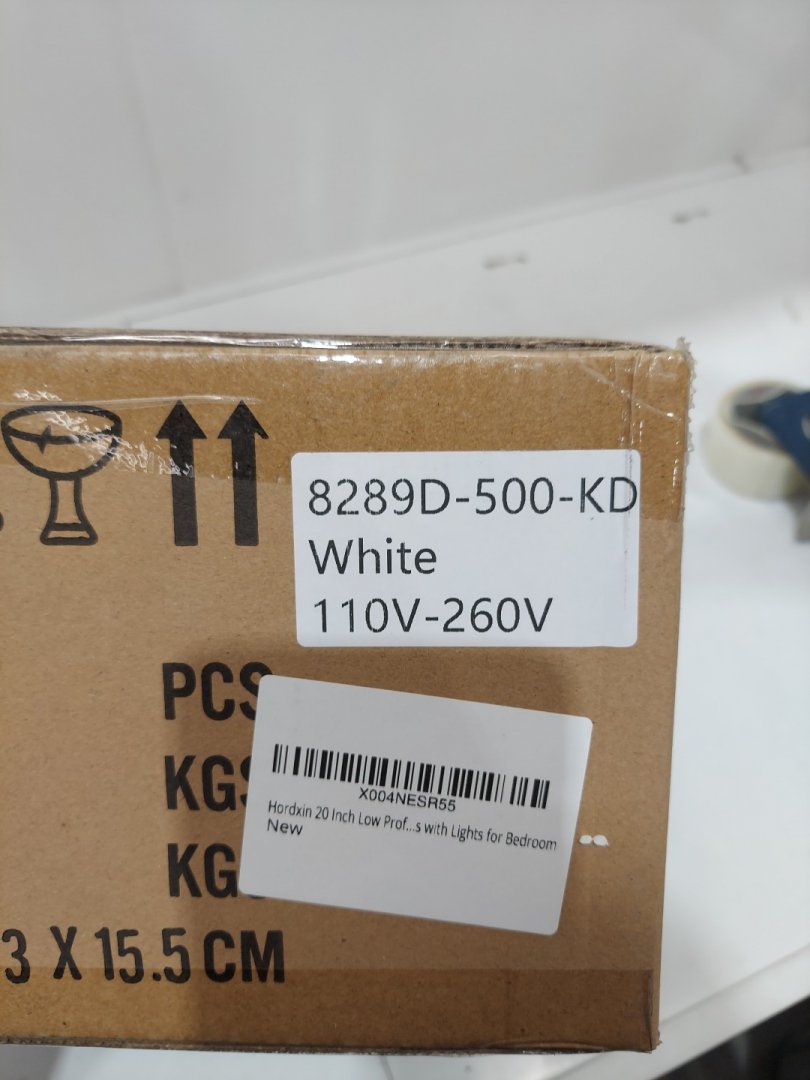 8289D-500-KD
White
110V-260V
PCS
KGS
X004NESR55
Hordxin 20 Inch Low Prof...s with Lights for Bedroom
New
KG
3 X 15.5 CM